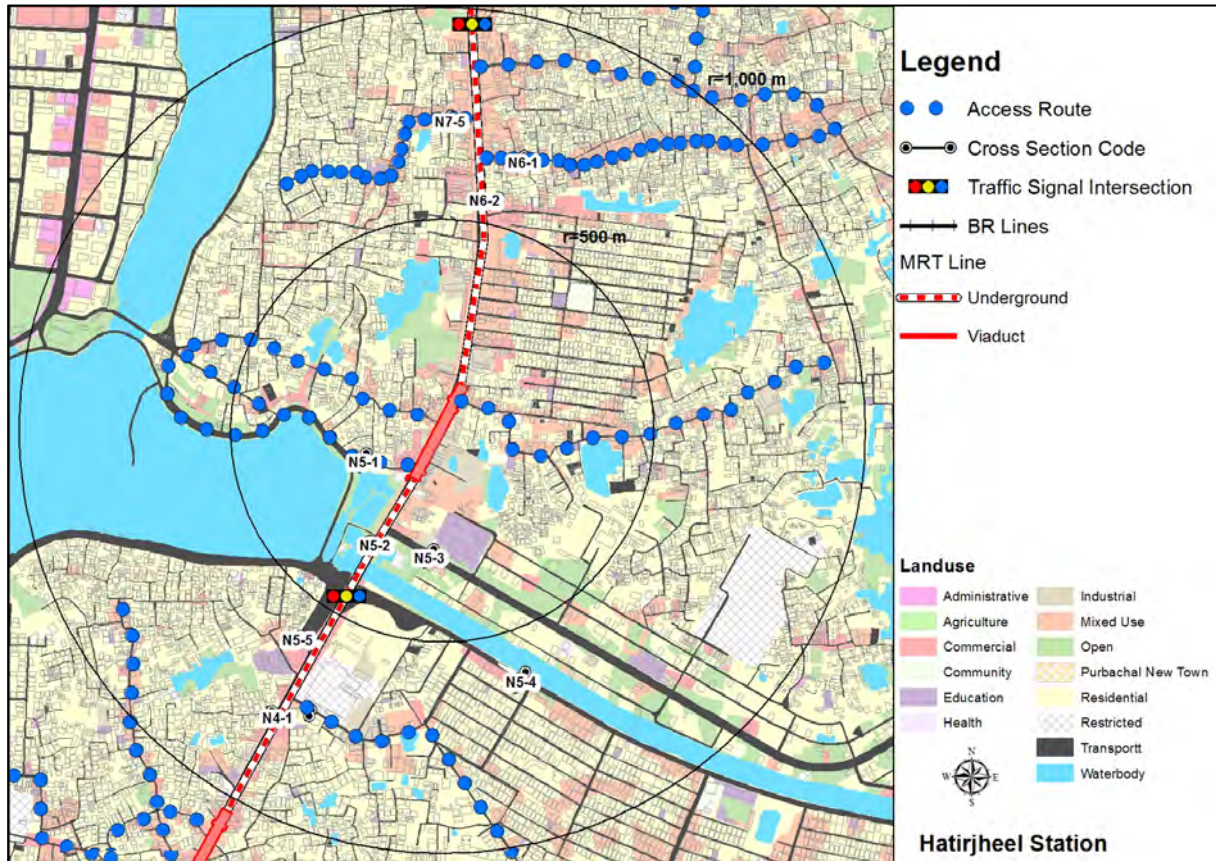 r=1,000 m
N7-5
N6-1
N6-2
r=500 m
N5-1
N5-2
N5-3
N5-5
N5-4
N4-1
Legend
Access Route
Cross Section Code
Traffic Signal Intersection
BR Lines
MRT Line
Underground
Viaduct
Landuse
Administrative
Agriculture
Commercial
Community
Education
Health
Industrial
Mixed Use
Open
Purbachal New Town
Residential
Restricted
Transportt
Waterbody
N
W E
S
Hatirjheel Station